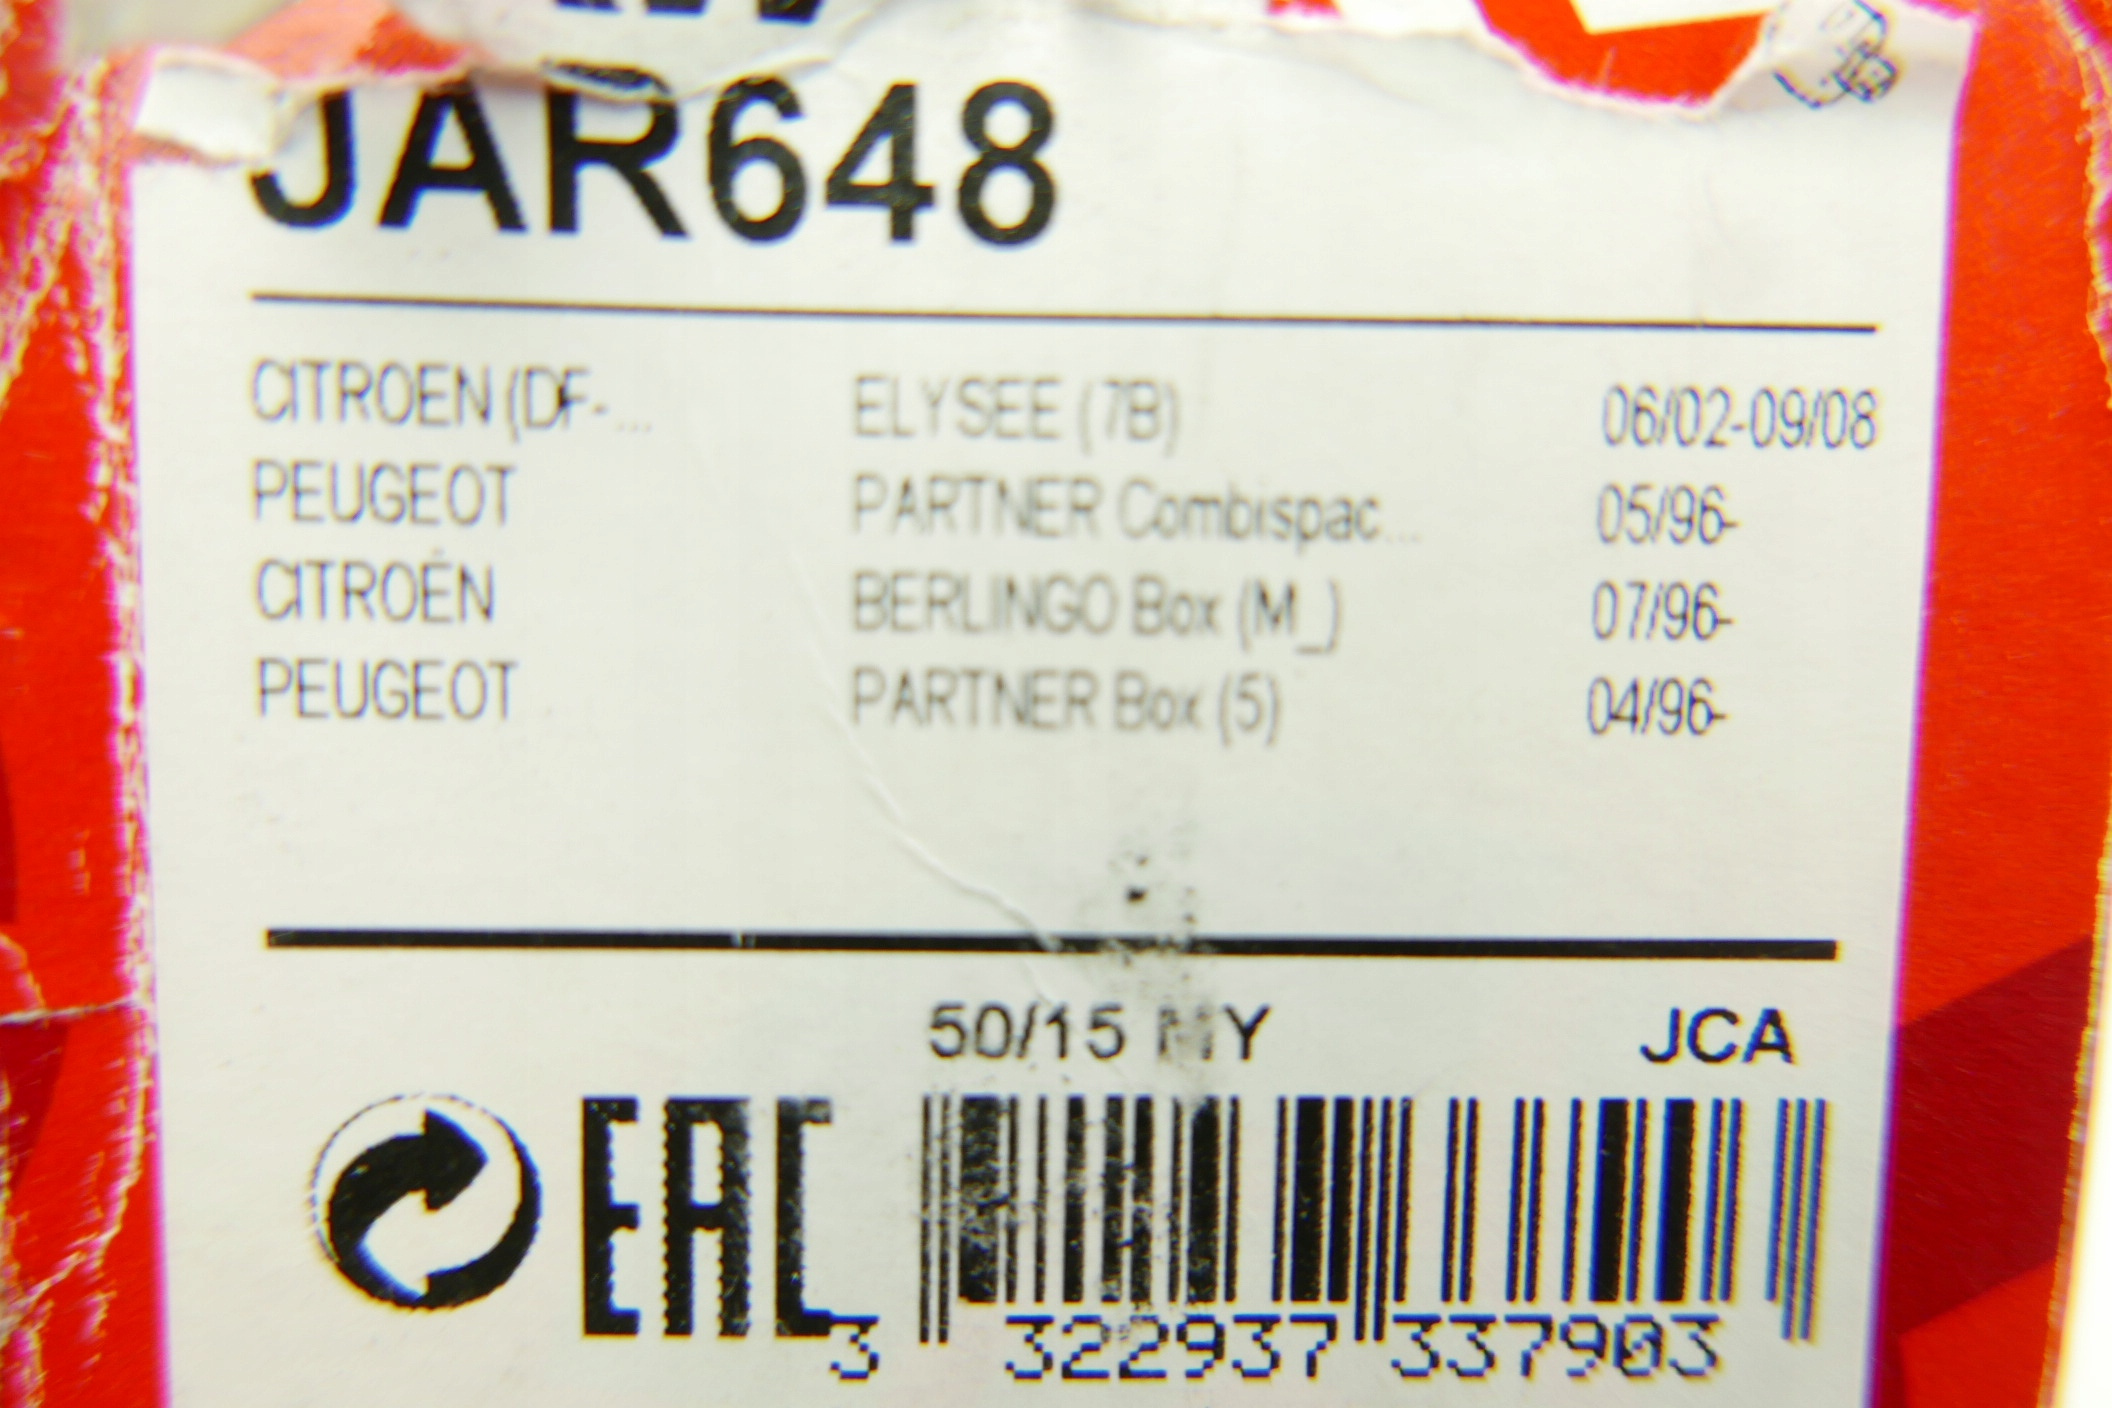 JAR648
CITROEN (DF-... ELYSEE (7B) 06/02-09/08
PEUGEOT PARTNER Combispac... 05/96-
CITROËN BERLINGO Box (M_) 07/96-
PEUGEOT PARTNER Box (5) 04/96-
50/15 MY JCA
EAC
3 322937 337903